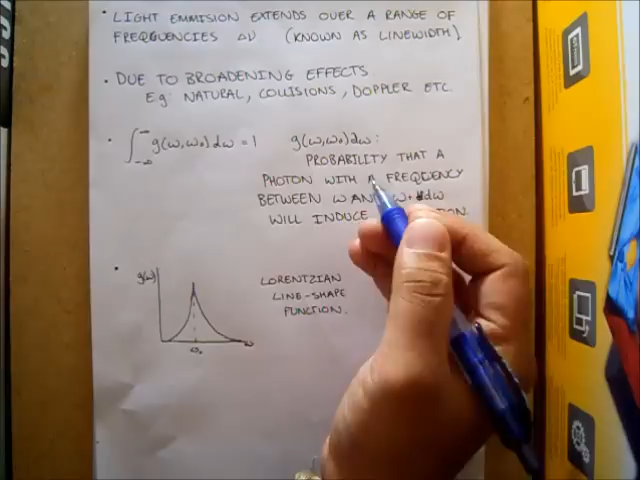 • LIGHT EMMISION EXTENDS OVER A RANGE OF
FREQUENCIES Δν (KNOWN AS LINEWIDTH)
• DUE TO BROADENING EFFECTS
E.g: NATURAL, COLLISIONS, DOPPLER ETC.
• ∫_{-∞}^{∞} g(ω,ω₀)dω = 1 g(ω,ω₀)dω:
PROBABILITY THAT A
PHOTON WITH A FREQUENCY
BETWEEN ω AND ω+dω
WILL INDUCE
• g(ω)
LORENTZIAN
LINE-SHAPE
FUNCTION.
ω
ω₀